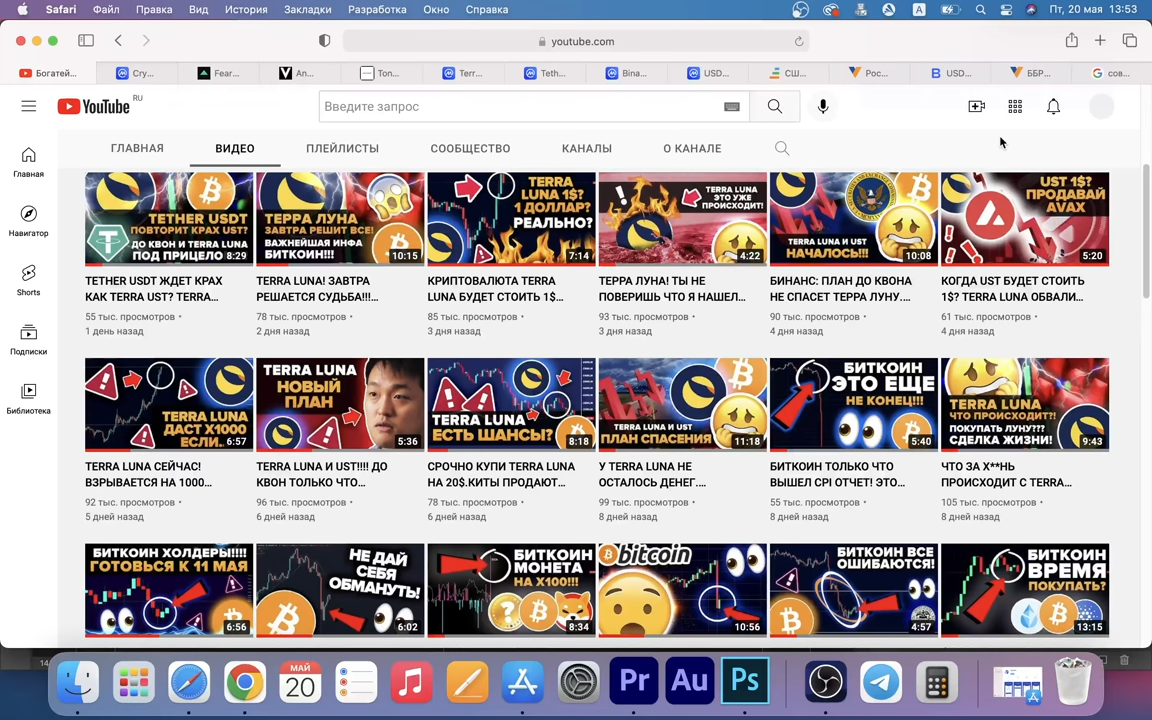 Safari Файл Правка Вид История Закладки Разработка Окно Справка
A Пт, 20 мая 13:53
youtube.com
Богатей... Cry... Fear... An... Ton... Terr... Teth... Bina... USD... СШ... Рос... USD... ББР... сов...
YouTube RU
Введите запрос
ГЛАВНАЯ ВИДЕО ПЛЕЙЛИСТЫ СООБЩЕСТВО КАНАЛЫ О КАНАЛЕ
Главная
Навигатор
Shorts
Подписки
Библиотека
TETHER USDT
ПОВТОРИТ КРАХ UST?
ДО КВОН И TERRA LUNA
ПОД ПРИЦЕЛО
8:29
TETHER USDT ЖДЕТ КРАХ
КАК TERRA UST? TERRA...
55 тыс. просмотров •
1 день назад
ТЕРРА ЛУНА
ЗАВТРА РЕШИТ ВСЕ!
ВАЖНЕЙШАЯ ИНФА
БИТКОИН!!!
10:15
TERRA LUNA! ЗАВТРА
РЕШАЕТСЯ СУДЬБА!!!...
78 тыс. просмотров •
2 дня назад
TERRA
LUNA 1$?
1 ДОЛЛАР?
РЕАЛЬНО?
7:14
КРИПТОВАЛЮТА TERRA
LUNA БУДЕТ СТОИТЬ 1$...
85 тыс. просмотров •
3 дня назад
TERRA LUNA
ЭТО УЖЕ
ПРОИСХОДИТ!
4:22
ТЕРРА ЛУНА! ТЫ НЕ
ПОВЕРИШЬ ЧТО Я НАШЕЛ...
93 тыс. просмотров •
3 дня назад
TERRA LUNA И UST
НАЧАЛОСЬ!!!
10:08
БИНАНС: ПЛАН ДО КВОНА
НЕ СПАСЕТ ТЕРРА ЛУНУ....
90 тыс. просмотров •
4 дня назад
UST 1$?
ПРОДАВАЙ
AVAX
5:20
КОГДА UST БУДЕТ СТОИТЬ
1$? TERRA LUNA ОБВАЛИ...
61 тыс. просмотров •
4 дня назад
TERRA LUNA
ДАСТ X1000
ЕСЛИ..
6:57
TERRA LUNA СЕЙЧАС!
ВЗРЫВАЕТСЯ НА 1000...
92 тыс. просмотров •
5 дней назад
TERRA LUNA
НОВЫЙ
ПЛАН
5:36
TERRA LUNA И UST!!!! ДО
КВОН ТОЛЬКО ЧТО...
96 тыс. просмотров •
6 дней назад
TERRA LUNA
ЕСТЬ ШАНСЫ?
8:18
СРОЧНО КУПИ TERRA LUNA
НА 20$.КИТЫ ПРОДАЮТ...
78 тыс. просмотров •
6 дней назад
TERRA LUNA И UST
ПЛАН СПАСЕНИЯ
11:18
У TERRA LUNA НЕ
ОСТАЛОСЬ ДЕНЕГ....
99 тыс. просмотров •
8 дней назад
БИТКОИН
ЭТО ЕЩЕ
НЕ КОНЕЦ!!!
5:40
БИТКОИН ТОЛЬКО ЧТО
ВЫШЕЛ CPI ОТЧЕТ! ЭТО...
55 тыс. просмотров •
8 дней назад
TERRA LUNA
ЧТО ПРОИСХОДИТ?!
ПОКУПАТЬ ЛУНУ???
СДЕЛКА ЖИЗНИ!
9:43
ЧТО ЗА Х**НЬ
ПРОИСХОДИТ С TERRA...
105 тыс. просмотров •
8 дней назад
БИТКОИН ХОЛДЕРЫ!!!!
ГОТОВЬСЯ К 11 МАЯ
6:56
НЕ ДАЙ
СЕБЯ
ОБМАНУТЬ!
6:02
БИТКОИН
МОНЕТА
НА X100!!!
8:34
bitcoin
10:56
БИТКОИН ВСЕ
ОШИБАЮТСЯ!
4:57
БИТКОИН
ВРЕМЯ
ПОКУПАТЬ?
13:15
14
МАЙ
20
Pr Au Ps